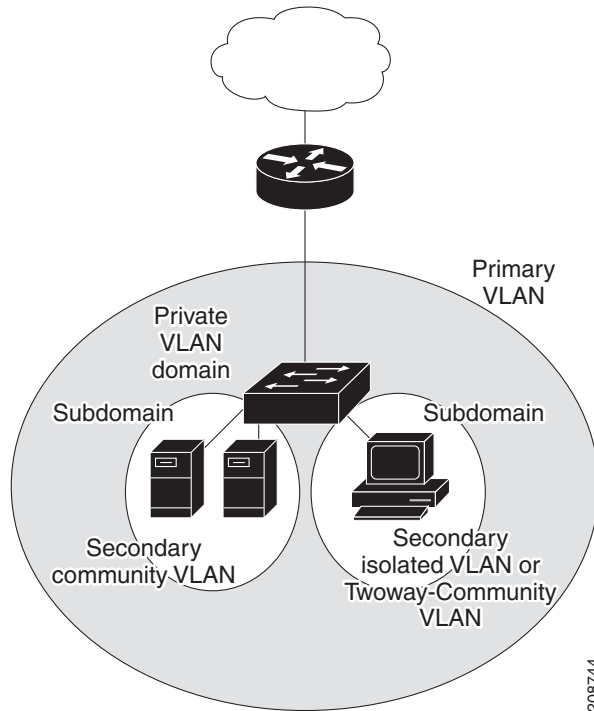 Primary
VLAN
Private
VLAN
domain
Subdomain
Subdomain
Secondary
community VLAN
Secondary
isolated VLAN or
Twoway-Community
VLAN
208744